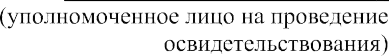 (уполномоченное лицо на проведение
освидетельствования)